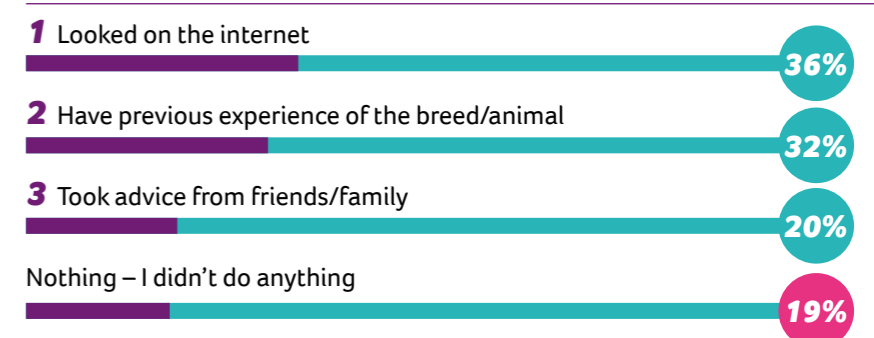 1 Looked on the internet
36%
2 Have previous experience of the breed/animal
32%
3 Took advice from friends/family
20%
Nothing – I didn’t do anything
19%